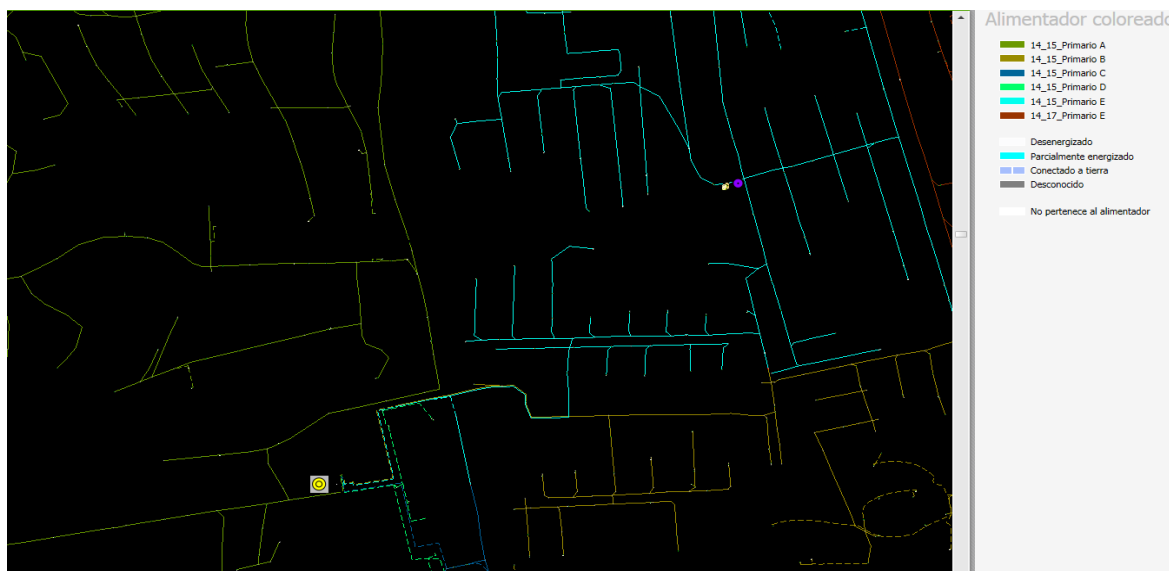 Alimentador coloreado
14_15_Primario A
14_15_Primario B
14_15_Primario C
14_15_Primario D
14_15_Primario E
14_17_Primario E
Desenergizado
Parcialmente energizado
Conectado a tierra
Desconocido
No pertenece al alimentador